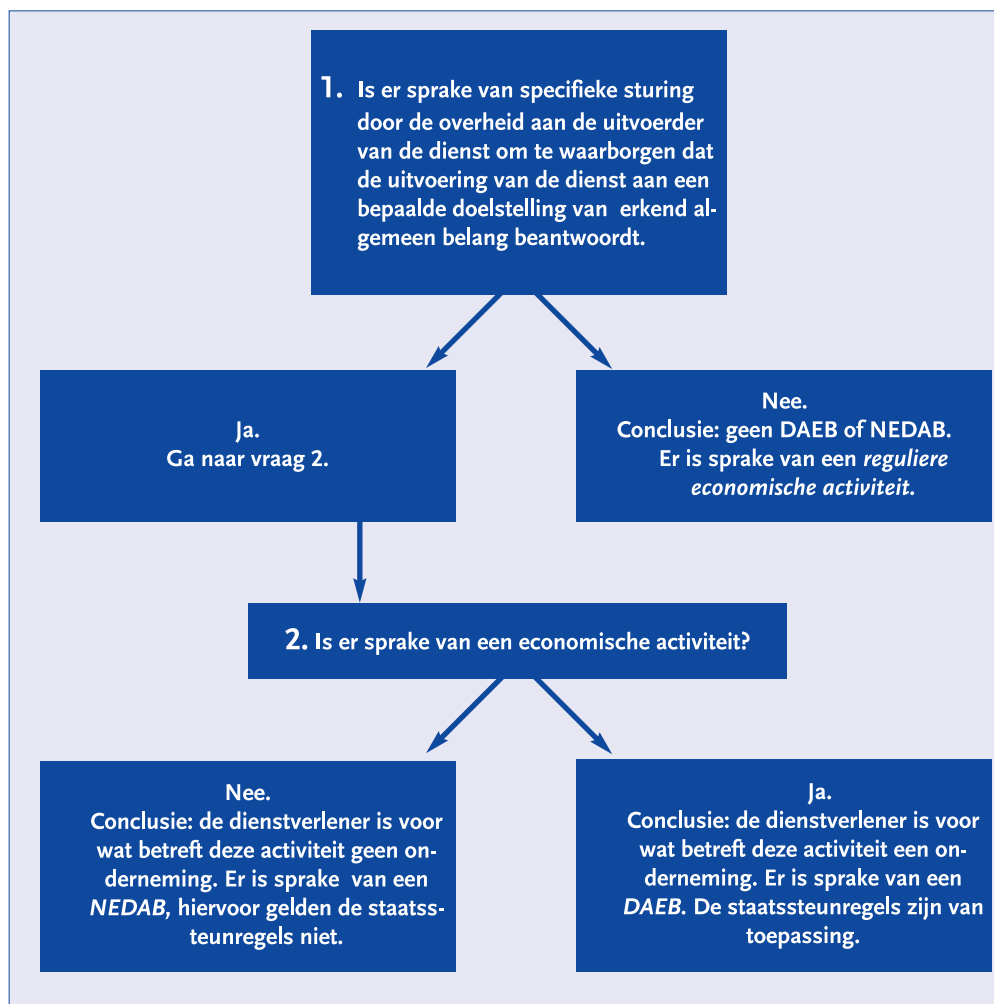 1. Is er sprake van specifieke sturing
door de overheid aan de uitvoerder
van de dienst om te waarborgen dat
de uitvoering van de dienst aan een
bepaalde doelstelling van erkend al-
gemeen belang beantwoordt.
Ja.
Ga naar vraag 2.
Nee.
Conclusie: geen DAEB of NEDAB.
Er is sprake van een reguliere
economische activiteit.
2. Is er sprake van een economische activiteit?
Nee.
Conclusie: de dienstverlener is voor
wat betreft deze activiteit geen on-
derneming. Er is sprake van een
NEDAB, hiervoor gelden de staatss-
teunregels niet.
Ja.
Conclusie: de dienstverlener is voor
wat betreft deze activiteit een on-
derneming. Er is sprake van een
DAEB. De staatssteunregels zijn van
toepassing.